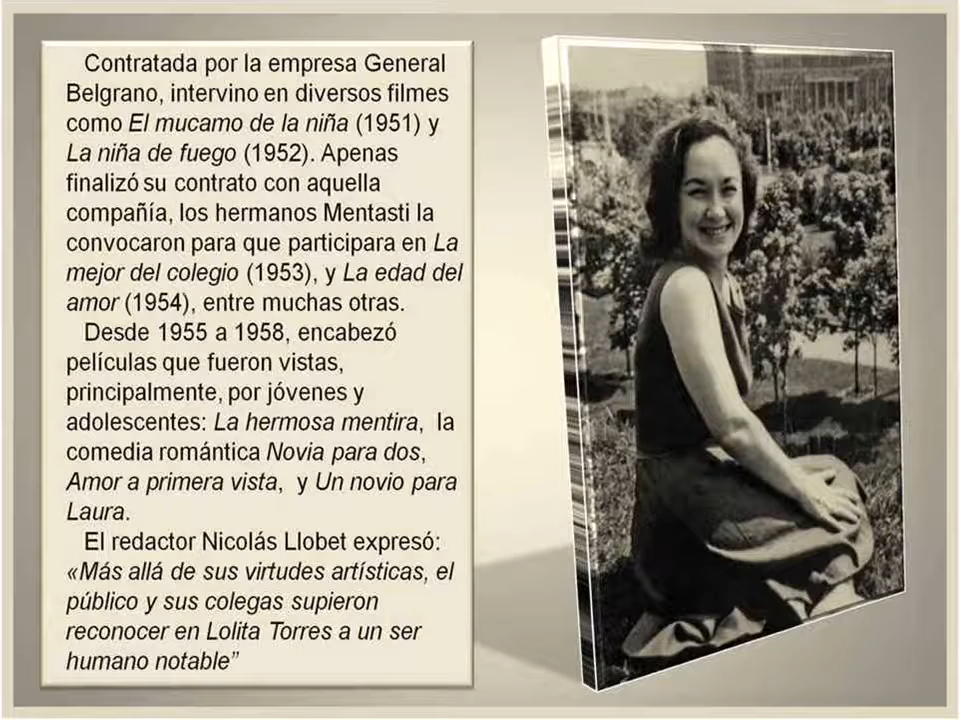 Contratada por la empresa General
Belgrano, intervino en diversos filmes
como El mucamo de la niña (1951) y
La niña de fuego (1952). Apenas
finalizó su contrato con aquella
compañía, los hermanos Mentasti la
convocaron para que participara en La
mejor del colegio (1953), y La edad del
amor (1954), entre muchas otras.
Desde 1955 a 1958, encabezó
películas que fueron vistas,
principalmente, por jóvenes y
adolescentes: La hermosa mentira, la
comedia romántica Novia para dos,
Amor a primera vista, y Un novio para
Laura.
El redactor Nicolás Llobet expresó:
«Más allá de sus virtudes artísticas, el
público y sus colegas supieron
reconocer en Lolita Torres a un ser
humano notable”